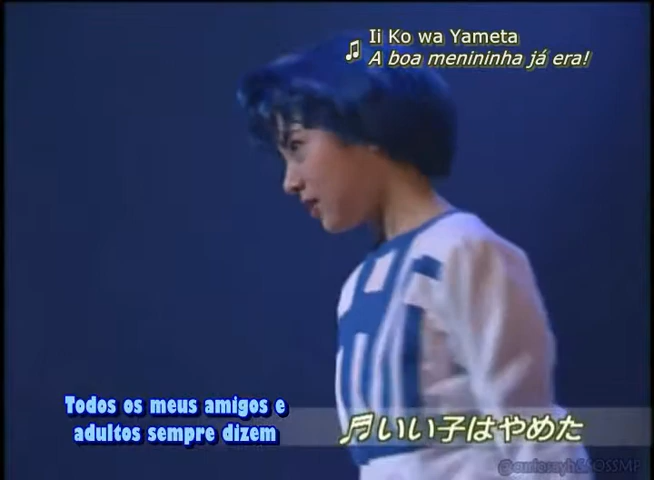 ♫ Ii Ko wa Yameta
A boa menininha já era!
Todos os meus amigos e
adultos sempre dizem
♬いい子はやめた